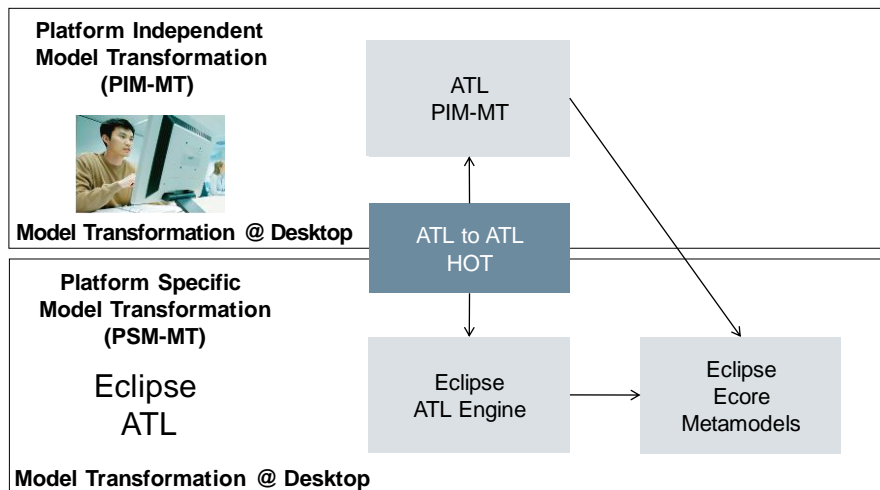 Platform Independent
Model Transformation
(PIM-MT)
ATL
PIM-MT
Model Transformation @ Desktop
ATL to ATL
HOT
Platform Specific
Model Transformation
(PSM-MT)
Eclipse
ATL
Eclipse
ATL Engine
Eclipse
Ecore
Metamodels
Model Transformation @ Desktop